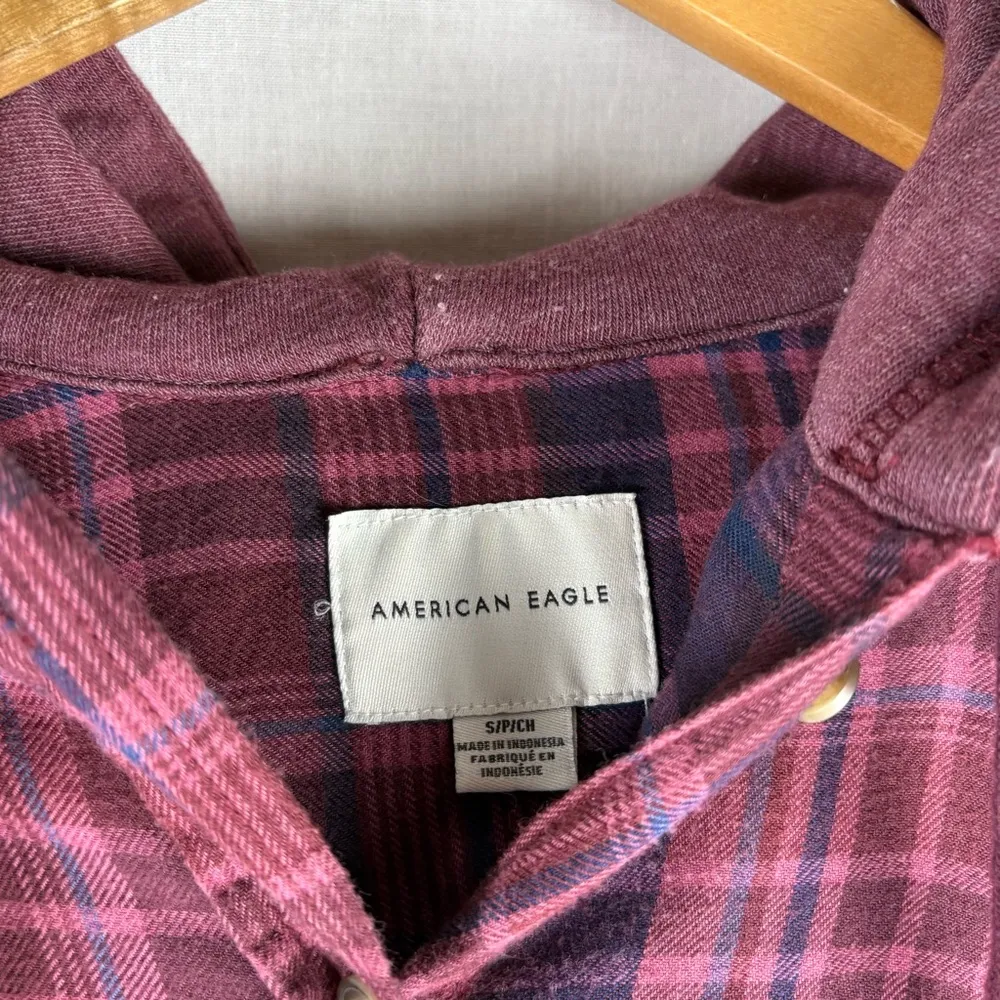 AMERICAN EAGLE
S/P/CH
MADE IN INDONESIA
FABRIQUÉ EN
INDONÉSIE